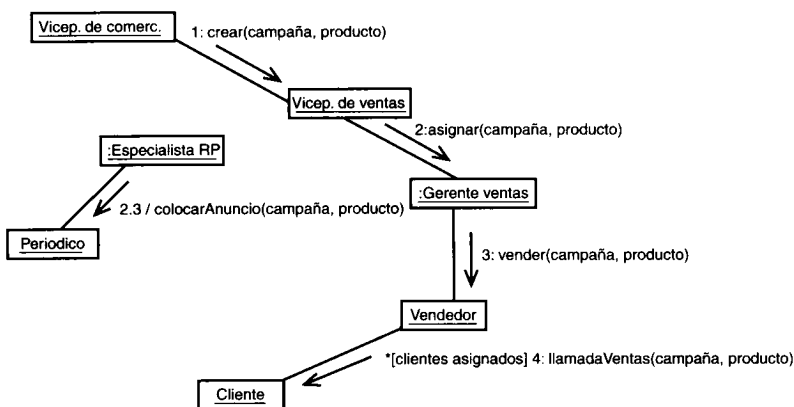 Vicep. de comerc.
1: crear(campaña, producto)
Vicep. de ventas
2:asignar(campaña, producto)
:Especialista RP
:Gerente ventas
2.3 / colocarAnuncio(campaña, producto)
Periodico
3: vender(campaña, producto)
Vendedor
*[clientes asignados] 4: llamadaVentas(campaña, producto)
Cliente